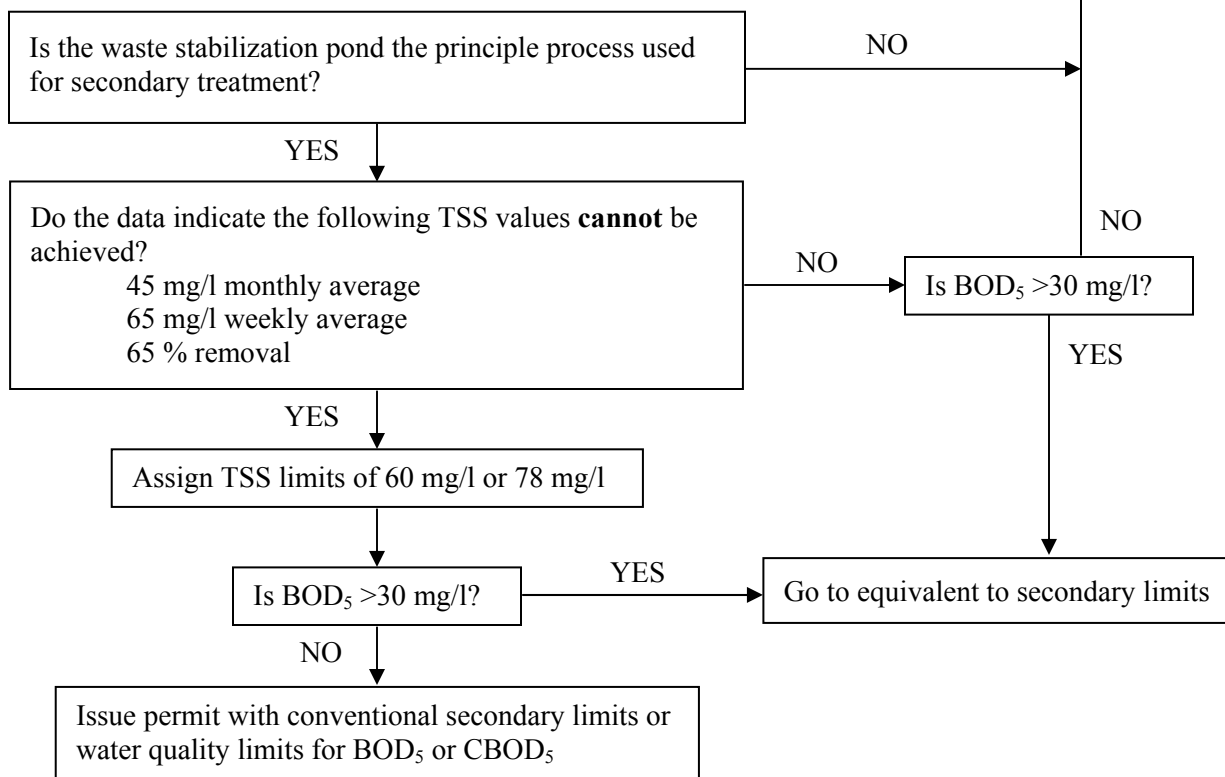 Is the waste stabilization pond the principle process used
for secondary treatment?
NO
YES
Do the data indicate the following TSS values cannot be
achieved?
45 mg/l monthly average
65 mg/l weekly average
65 % removal
NO
NO
Is BOD₅ >30 mg/l?
YES
YES
Assign TSS limits of 60 mg/l or 78 mg/l
Is BOD₅ >30 mg/l?
YES
Go to equivalent to secondary limits
NO
Issue permit with conventional secondary limits or
water quality limits for BOD₅ or CBOD₅